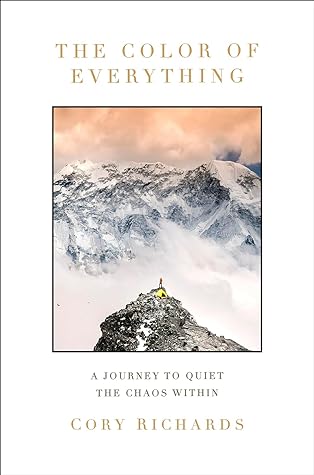 THE COLOR OF
EVERYTHING
A JOURNEY TO QUIET
THE CHAOS WITHIN
CORY RICHARDS